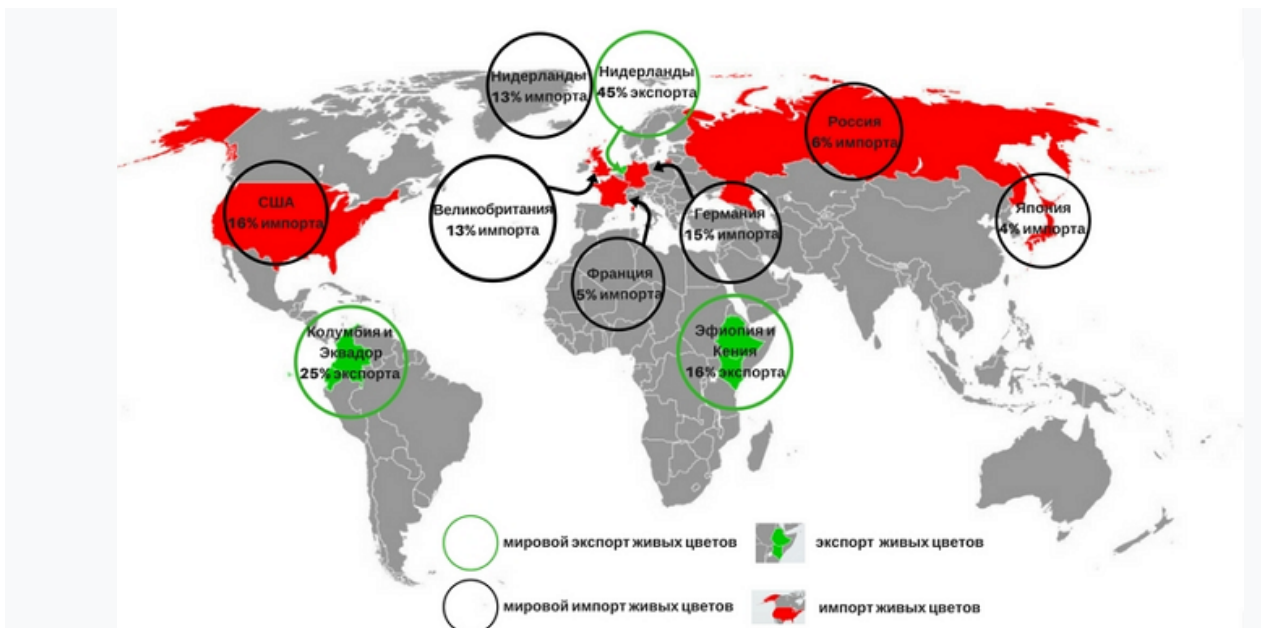 Нидерланды
13% импорта
Нидерланды
45% экспорта
Россия
6% импорта
США
16% импорта
Великобритания
13% импорта
Германия
15% импорта
Япония
4% импорта
Франция
5% импорта
Колумбия и
Эквадор
25% экспорта
Эфиопия и
Кения
16% экспорта
мировой экспорт живых цветов
экспорт живых цветов
мировой импорт живых цветов
импорт живых цветов